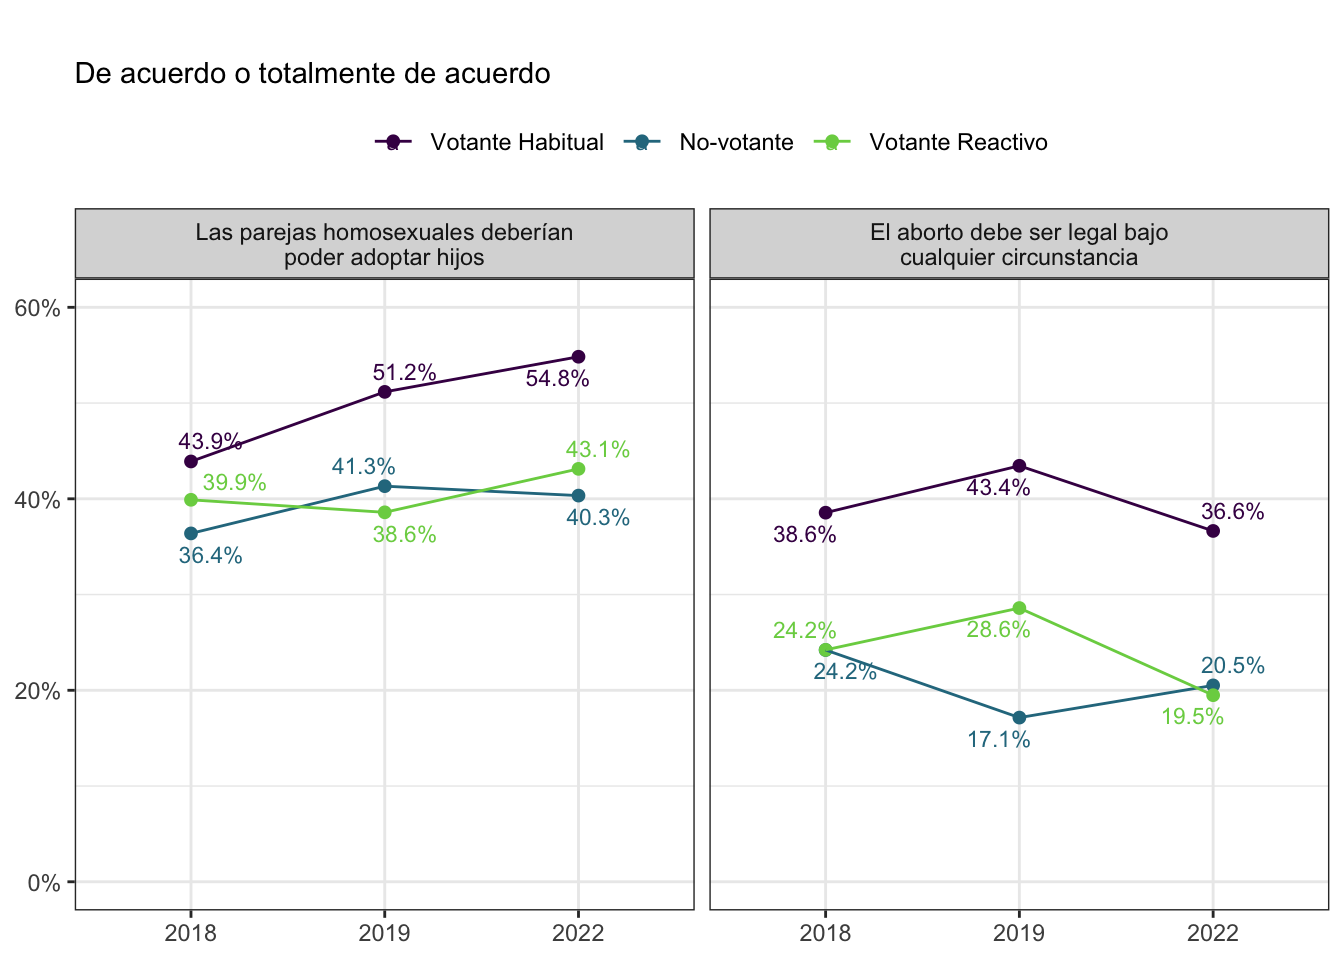 De acuerdo o totalmente de acuerdo
Votante Habitual No-votante Votante Reactivo
Las parejas homosexuales deberían
poder adoptar hijos
El aborto debe ser legal bajo
cualquier circunstancia
60%
40%
20%
0%
43.9%
51.2%
54.8%
39.9%
41.3%
43.1%
36.4%
38.6%
40.3%
38.6%
43.4%
36.6%
24.2%
28.6%
20.5%
24.2%
17.1%
19.5%
2018 2019 2022
2018 2019 2022